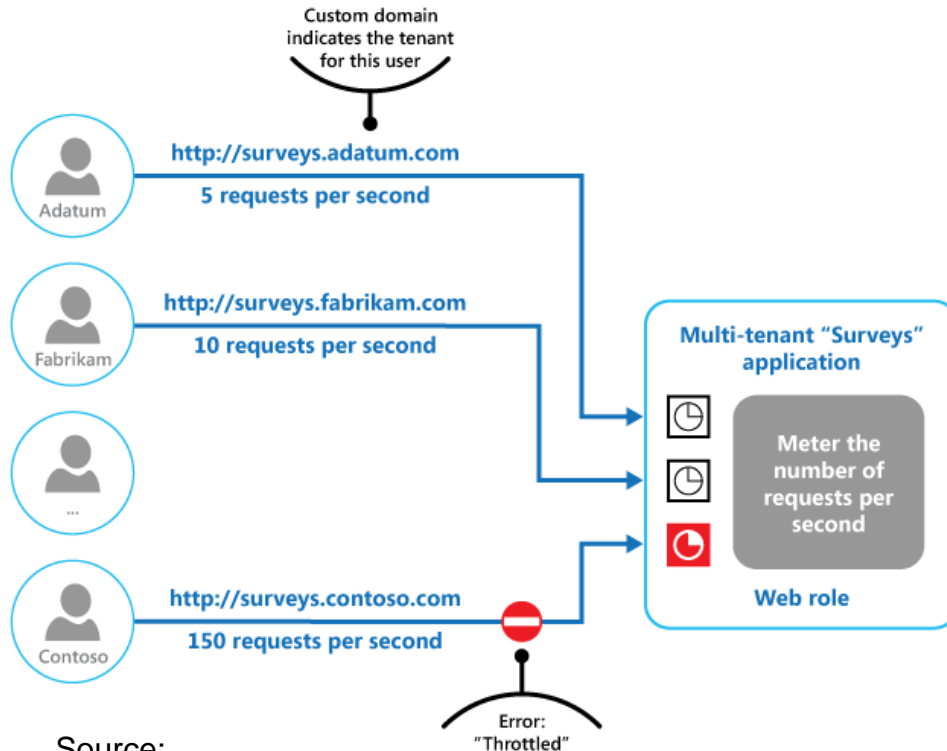 Custom domain
indicates the tenant
for this user
http://surveys.adatum.com
5 requests per second
Adatum
http://surveys.fabrikam.com
10 requests per second
Fabrikam
...
http://surveys.contoso.com
150 requests per second
Contoso
Multi-tenant “Surveys”
application
Meter the
number of
requests per
second
Web role
Error:
"Throttled"
Source: